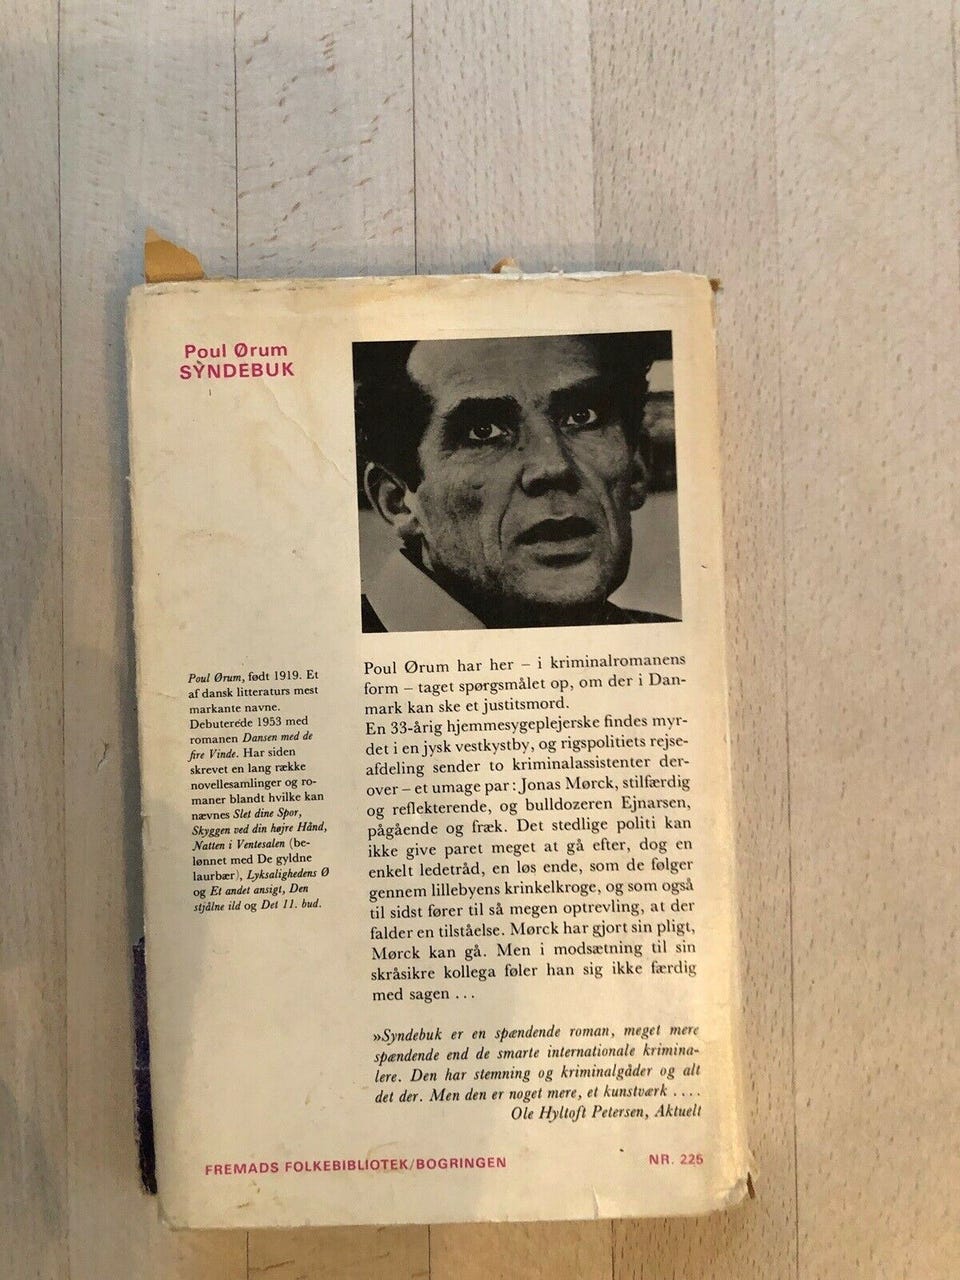 Poul Ørum
SYNDEBUK
Poul Ørum, født 1919. Et
af dansk litteraturs mest
markante navne.
Debuterede 1953 med
romanen Dansen med de
fire Vinde. Har siden
skrevet en lang række
novellesamlinger og ro-
maner blandt hvilke kan
nævnes Slet dine Spor,
Skyggen ved din højre Hånd,
Natten i Ventesalen (be-
lønnet med De gyldne
laurbær), Lyksalighedens Ø
og Et andet ansigt, Den
stjålne ild og Det 11. bud.
Poul Ørum har her – i kriminalromanens
form – taget spørgsmålet op, om der i Dan-
mark kan ske et justitsmord.
En 33-årig hjemmesygeplejerske findes myr-
det i en jysk vestkystby, og rigspolitiets rejse-
afdeling sender to kriminalassistenter der-
over – et umage par: Jonas Mørck, stilfærdig
og reflekterende, og bulldozeren Ejnarsen,
pågående og fræk. Det stedlige politi kan
ikke give paret meget at gå efter, dog en
enkelt ledetråd, en løs ende, som de følger
gennem lillebyens krinkelkroge, og som også
til sidst fører til så megen optrevling, at der
falder en tilståelse. Mørck har gjort sin pligt,
Mørck kan gå. Men i modsætning til sin
skråsikre kollega føler han sig ikke færdig
med sagen ...
»Syndebuk er en spændende roman, meget mere
spændende end de smarte internationale krimina-
lere. Den har stemning og kriminalgåder og alt
det der. Men den er noget mere, et kunstværk ....
Ole Hyltoft Petersen, Aktuelt
FREMADS FOLKEBIBLIOTEK/BOGRINGEN
NR. 225